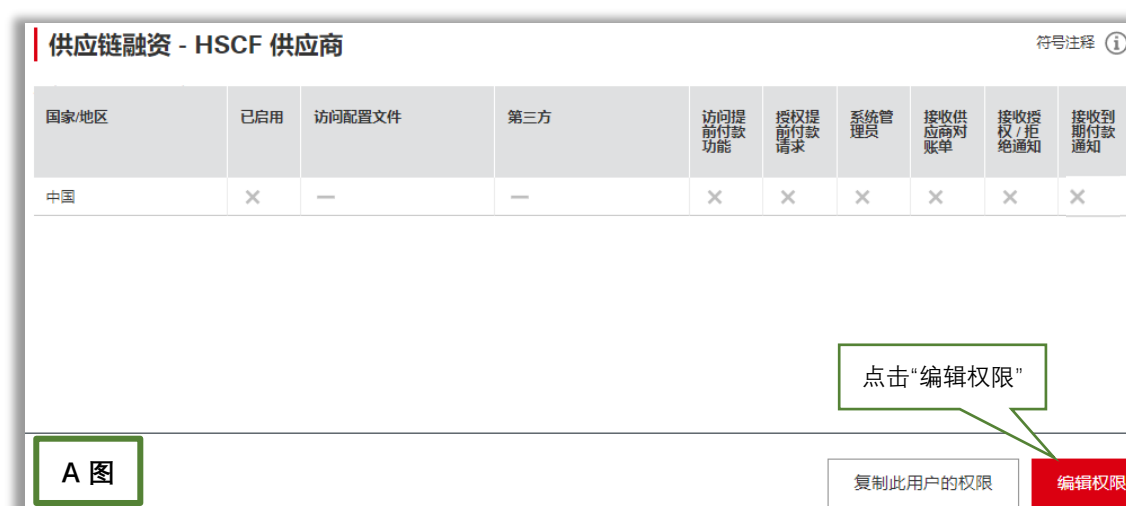 供应链融资 - HSCF 供应商
符号注释
国家/地区 已启用 访问配置文件 第三方 访问提前付款功能 授权提前付款请求 系统管理员 接收供应商对账单 接收授权 / 拒绝通知 接收到期付款通知
中国
点击“编辑权限”
A 图
复制此用户的权限
编辑权限